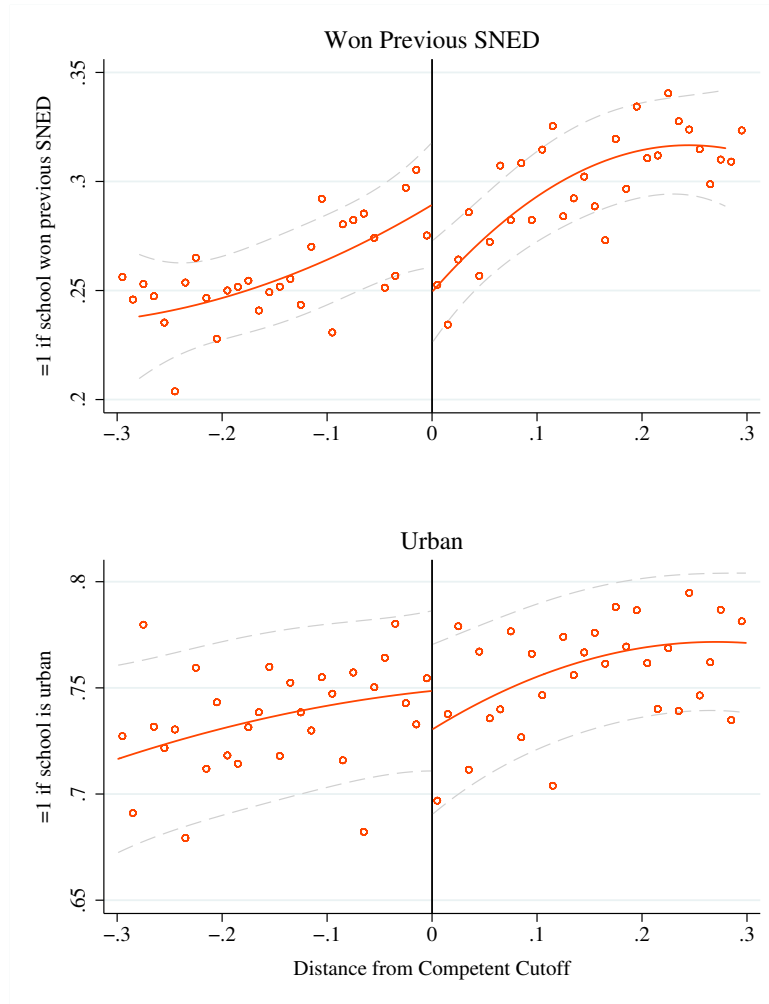 Won Previous SNED
=1 if school won previous SNED
.35
.3
.25
.2
−.3 −.2 −.1 0 .1 .2 .3
Urban
=1 if school is urban
.8
.75
.7
.65
−.3 −.2 −.1 0 .1 .2 .3
Distance from Competent Cutoff